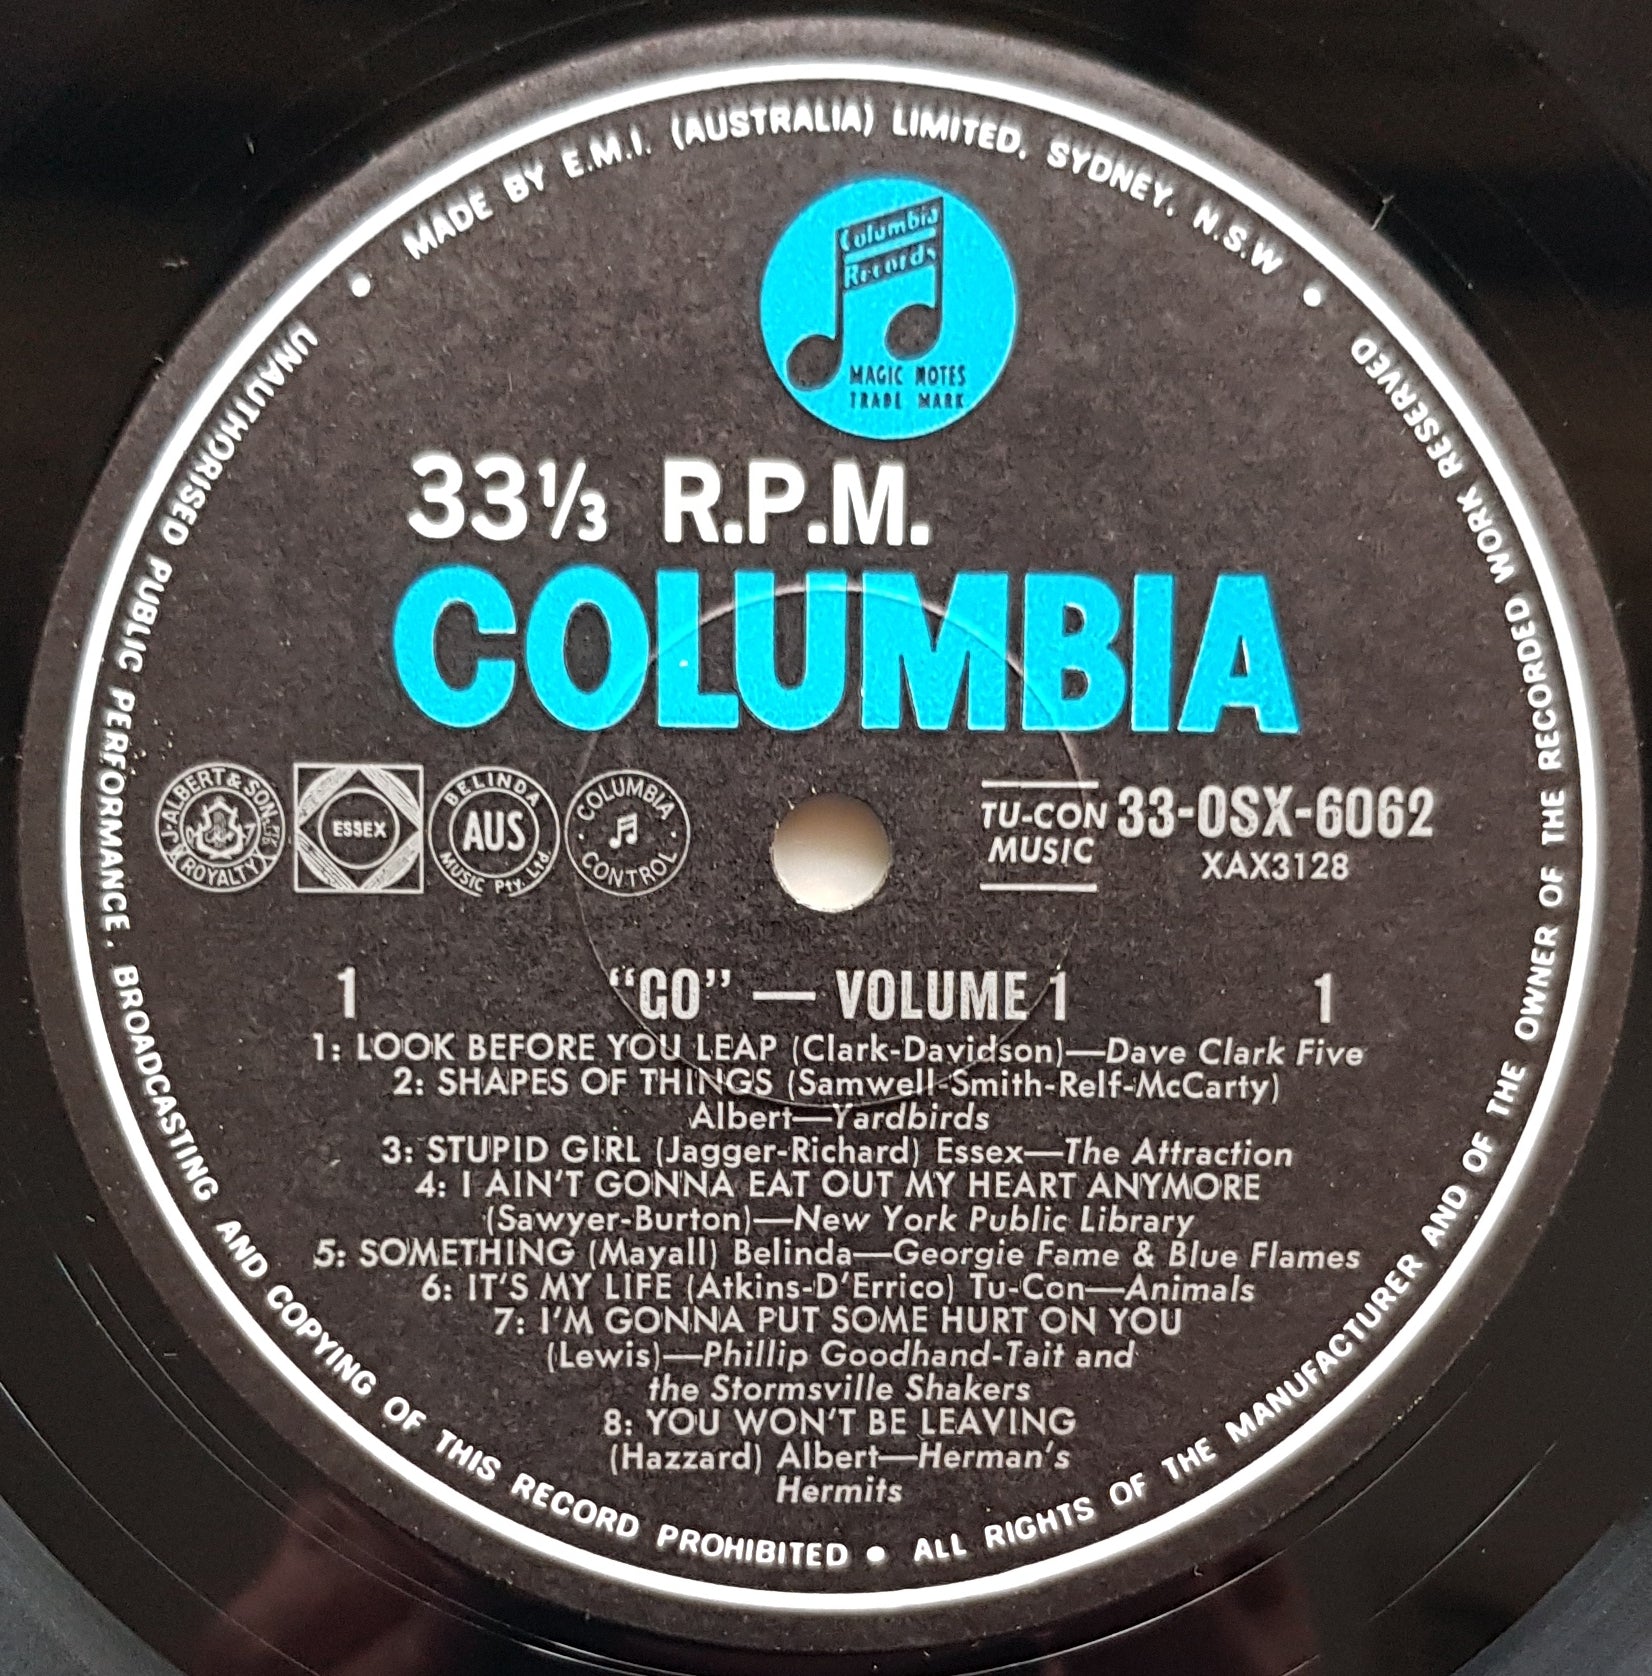 MADE BY E.M.I. (AUSTRALIA) LIMITED. SYDNEY. N.S.W
Columbia
Records
MAGIC NOTES
TRADE MARK
33⅓ R.P.M.
COLUMBIA
J. ALBERT & SON
ROYALTY
ESSEX
BELINDA
AUS
MUSIC Pty. Ltd
COLUMBIA
CONTROL
TU-CON
MUSIC
33-OSX-6062
XAX3128
1 “GO” — VOLUME 1 1
1: LOOK BEFORE YOU LEAP (Clark-Davidson)—Dave Clark Five
2: SHAPES OF THINGS (Samwell-Smith-Relf-McCarty)
Albert—Yardbirds
3: STUPID GIRL (Jagger-Richard) Essex—The Attraction
4: I AIN'T GONNA EAT OUT MY HEART ANYMORE
(Sawyer-Burton)—New York Public Library
5: SOMETHING (Mayall) Belinda—Georgie Fame & Blue Flames
6: IT'S MY LIFE (Atkins-D'Errico) Tu-Con—Animals
7: I'M GONNA PUT SOME HURT ON YOU
(Lewis)—Phillip Goodhand-Tait and
the Stormsville Shakers
8: YOU WON'T BE LEAVING
(Hazzard) Albert—Herman's
Hermits
UNAUTHORISED PUBLIC PERFORMANCE. BROADCASTING AND COPYING OF THIS RECORD PROHIBITED • ALL RIGHTS OF THE MANUFACTURER AND OF THE OWNER OF THE RECORDED WORK RESERVED